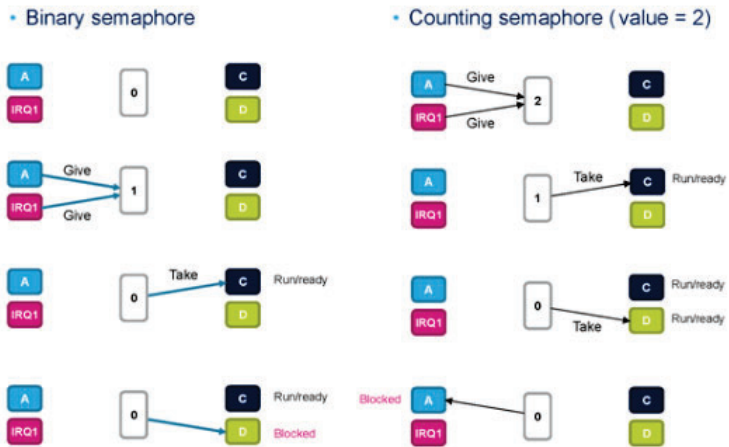 • Binary semaphore
A
0
C
IRQ1
D
A
Give
1
C
IRQ1
Give
D
A
0
Take
C
Run/ready
IRQ1
D
A
0
C
Run/ready
IRQ1
D
Blocked
• Counting semaphore (value = 2)
A
Give
2
C
IRQ1
Give
D
A
1
Take
C
Run/ready
IRQ1
D
A
0
C
Run/ready
IRQ1
Take
D
Run/ready
Blocked
A
0
C
IRQ1
D